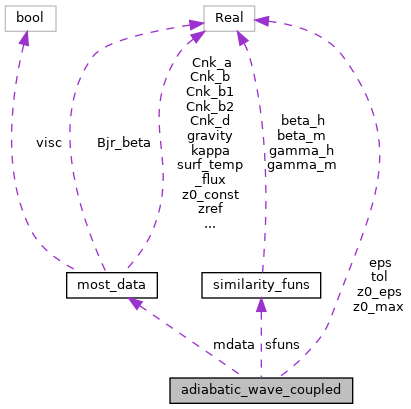 bool
Real
Cnk_a
Cnk_b
Cnk_b1
Cnk_b2
Cnk_d
gravity
kappa
surf_temp
_flux
z0_const
zref
...
visc
Bjr_beta
beta_h
beta_m
gamma_h
gamma_m
eps
tol
z0_eps
z0_max
most_data
similarity_funs
mdata
sfuns
adiabatic_wave_coupled